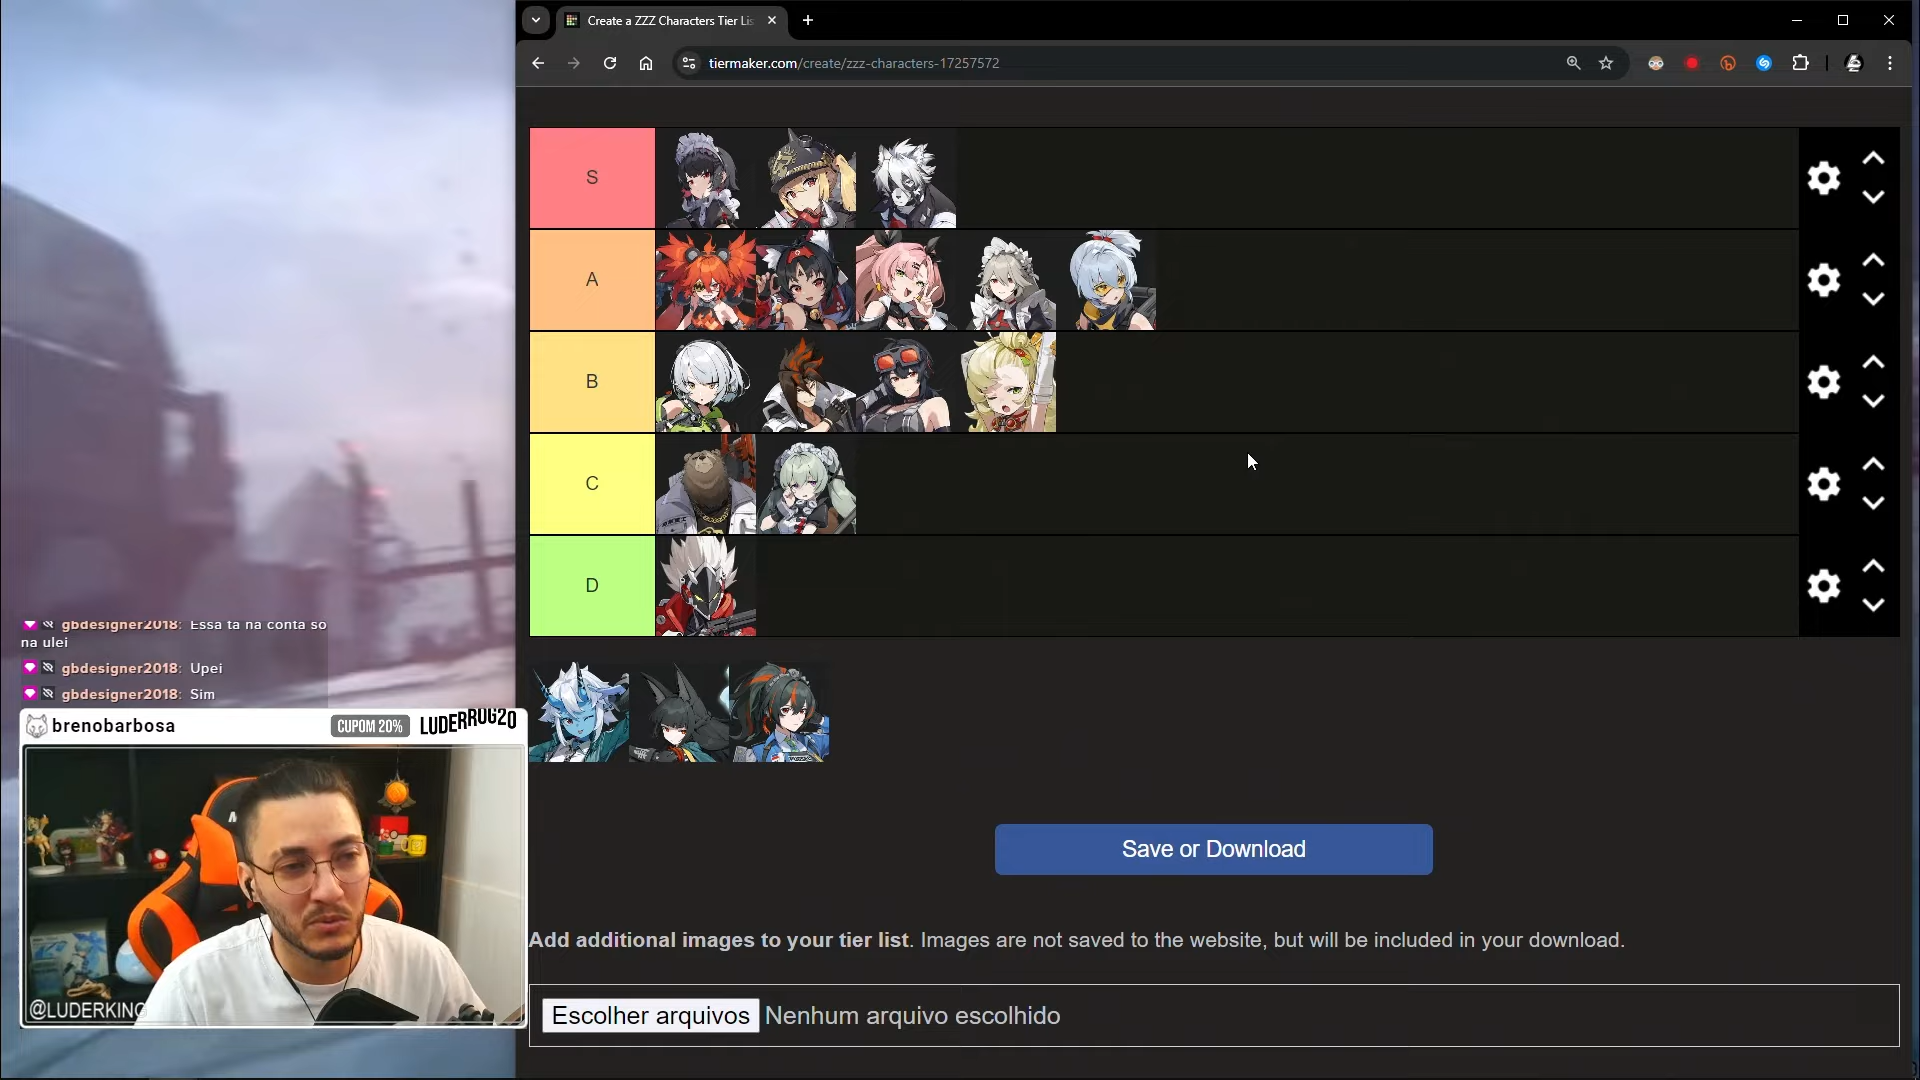 Create a ZZZ Characters Tier Lis
tiermaker.com/create/zzz-characters-17257572
S
A
B
C
D
gbdesigner2018: Essa ta na conta so
na ulei
gbdesigner2018: Upei
gbdesigner2018: Sim
brenobarbosa
CUPOM 20%
LUDERRUG20
@LUDERKING
Save or Download
Add additional images to your tier list. Images are not saved to the website, but will be included in your download.
Escolher arquivos Nenhum arquivo escolhido